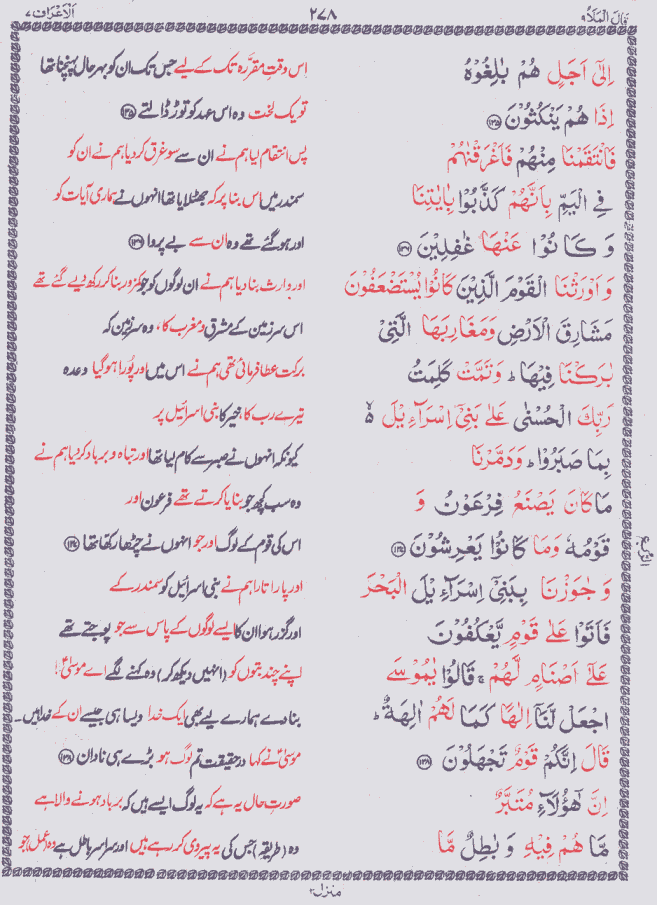 قَالَ الْمَلَاُ ۹
۲۷۸
اَلْاَعْرَاف ۷
اِلٰۤى اَجَلٍ هُمْ بٰلِغُوْهُ
اس وقتِ مقررہ تک کے لیے جس تک ان کو بہرحال پہنچنا تھا
اِذَا هُمْ يَنْكُثُوْنَ ﴿۱۳۵﴾
تو یک لخت وہ اس عہد کو توڑ ڈالتے ﴿۱۳۵﴾
فَانْتَقَمْنَا مِنْهُمْ فَاَغْرَقْنٰهُمْ
پس انتقام لیا ہم نے ان سے سو غرق کر دیا ہم نے ان کو
فِي الْيَمِّ بِاَنَّهُمْ كَذَّبُوْا بِاٰيٰتِنَا
سمندر میں اس بنا پر کہ جھٹلایا تھا انہوں نے ہماری آیات کو
وَ كَانُوْا عَنْهَا غٰفِلِيْنَ ﴿۱۳۶﴾
اور ہو گئے تھے وہ ان سے بے پروا ﴿۱۳۶﴾
وَ اَوْرَثْنَا الْقَوْمَ الَّذِيْنَ كَانُوْا يُسْتَضْعَفُوْنَ
اور وارث بنا دیا ہم نے ان لوگوں کو جو کمزور بنا کر رکھ دیے گئے تھے
مَشَارِقَ الْاَرْضِ وَمَغَارِبَهَا الَّتِيْ
اس سرزمین کے مشرق و مغرب کا، وہ سرزمین کہ
بٰرَكْنَا فِيْهَا ؕ وَتَمَّتْ كَلِمَتُ
برکت عطا فرمائی تھی ہم نے اس میں اور پُورا ہو گیا وعدہ
رَبِّكَ الْحُسْنٰى عَلٰى بَنِيْۤ اِسْرَآءِيْلَ ۙ
تیرے رب کا، خیر کا بنی اسرائیل پر
بِمَا صَبَرُوْا ؕ وَدَمَّرْنَا
کیونکہ انہوں نے صبر سے کام لیا تھا اور تباہ و برباد کر دیا ہم نے
مَا كَانَ يَصْنَعُ فِرْعَوْنُ وَ
وہ سب کچھ جو بنایا کرتے تھے فرعون اور
قَوْمُهٗ وَمَا كَانُوْا يَعْرِشُوْنَ ﴿۱۳۷﴾
اس کی قوم کے لوگ اور جو انہوں نے چڑھا رکھا تھا ﴿۱۳۷﴾
وَ جٰوَزْنَا بِبَنِيْۤ اِسْرَآءِيْلَ الْبَحْرَ
اور پار اتارا ہم نے بنی اسرائیل کو سمندر کے
فَاَتَوْا عَلٰى قَوْمٍ يَّعْكُفُوْنَ
اور گزر ہوا ان کا ایسے لوگوں کے پاس سے جو پوجتے تھے
عَلٰۤى اَصْنَامٍ لَّهُمْ ۚ قَالُوْا يٰمُوْسَى
اپنے چند بتوں کو (انہیں دیکھ کر) وہ کہنے لگے اے موسیٰؑ!
اجْعَلْ لَّنَاۤ اِلٰهًا كَمَا لَهُمْ اٰلِهَةٌ ؕ
بنا دے ہمارے لیے بھی ایک خدا ویسا ہی جیسے ان کے خدا ہیں۔
قَالَ اِنَّكُمْ قَوْمٌ تَجْهَلُوْنَ ﴿۱۳۸﴾
موسیٰؑ نے کہا درحقیقت تم لوگ ہو بڑے ہی نادان ﴿۱۳۸﴾
اِنَّ هٰۤؤُلَآءِ مُتَبَّرٌ
صورتِ حال یہ ہے کہ یہ لوگ ایسے ہیں کہ برباد ہونے والا ہے
مَّا هُمْ فِيْهِ وَ بٰطِلٌ مَّا
وہ (طریقہ) جس کی یہ پیروی کر رہے ہیں اور سراسر باطل ہے وہ (عمل) جو
الربع
منزل ۲